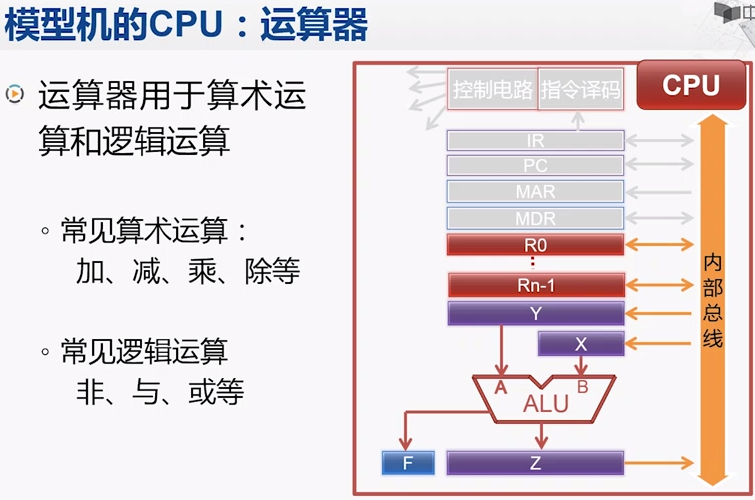 模型机的CPU：运算器
中
运算器用于算术运
算和逻辑运算
常见算术运算：
加、减、乘、除等
常见逻辑运算
非、与、或等
CPU
控制电路 指令译码
IR
PC
MAR
MDR
R0
Rn-1
Y
X
A B
ALU
F Z
内部总线